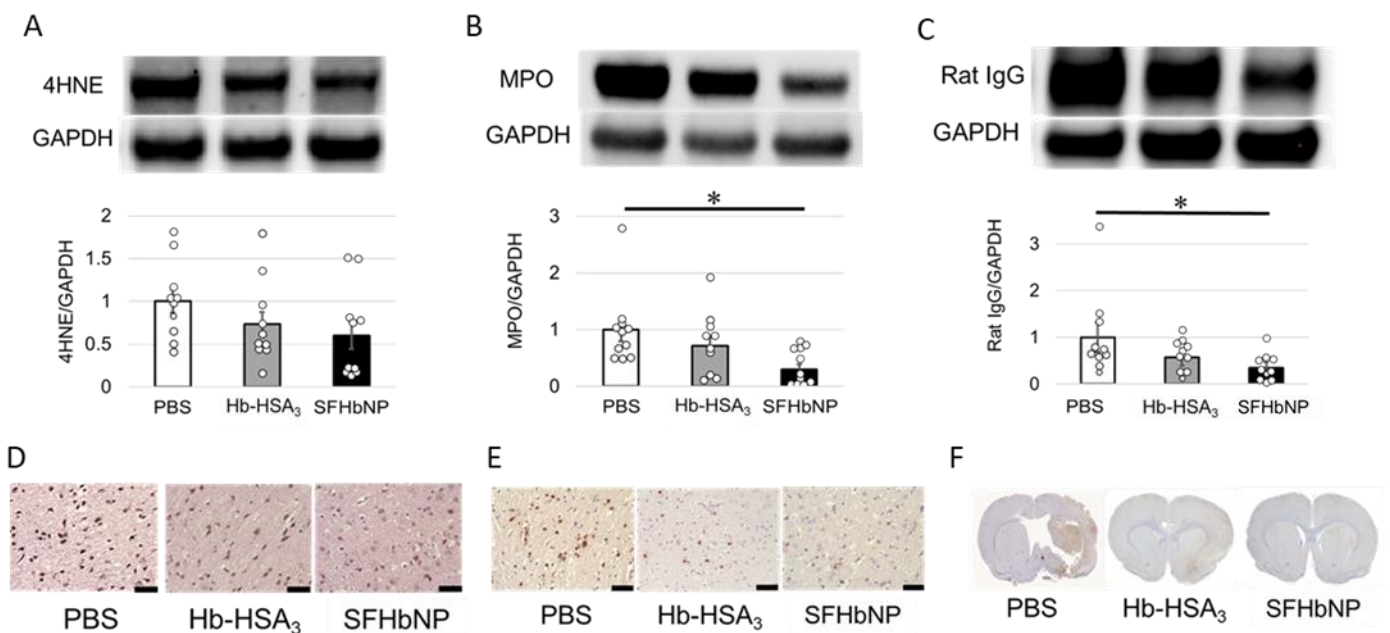 A
4HNE
GAPDH
2
1.5
1
0.5
0
4HNE/GAPDH
PBS
Hb-HSA₃
SFHbNP
B
MPO
GAPDH
*
3
2
1
0
MPO/GAPDH
PBS
Hb-HSA₃
SFHbNP
C
Rat IgG
GAPDH
*
3
2
1
0
Rat IgG/GAPDH
PBS
Hb-HSA₃
SFHbNP
D
PBS
Hb-HSA₃
SFHbNP
E
PBS
Hb-HSA₃
SFHbNP
F
PBS
Hb-HSA₃
SFHbNP